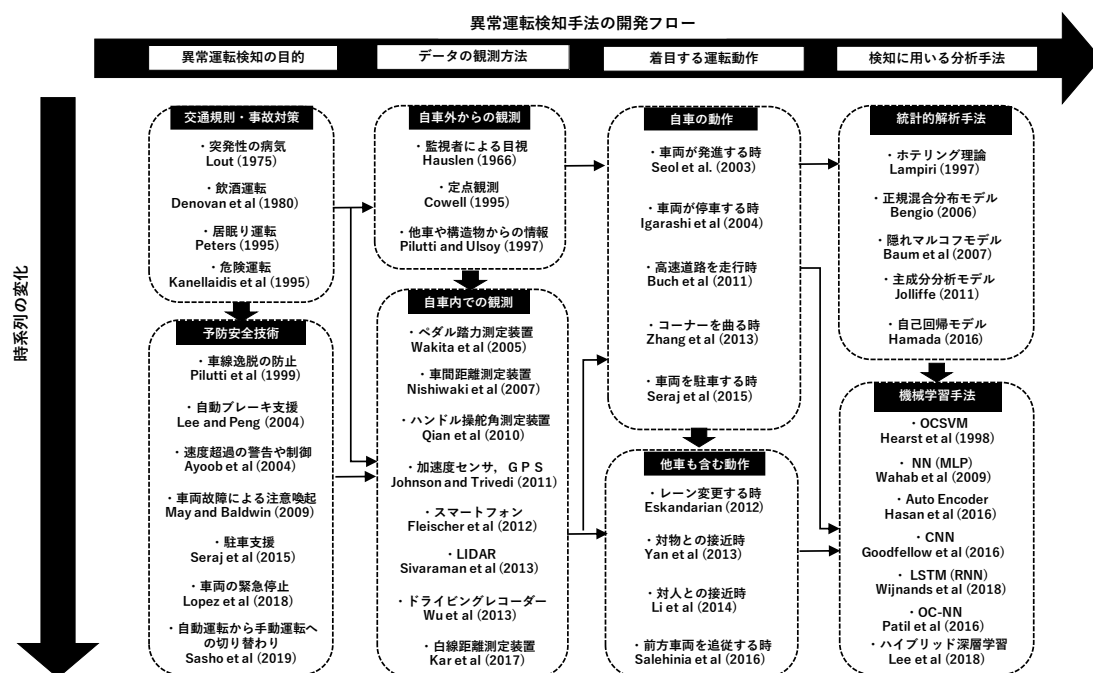 異常運転検知手法の開発フロー
異常運転検知の目的
データの観測方法
着目する運転動作
検知に用いる分析手法
時系列の変化
交通規則・事故対策
・突発性の病気
Lout (1975)
・飲酒運転
Denovan et al (1980)
・居眠り運転
Peters (1995)
・危険運転
Kanellaidis et al (1995)
予防安全技術
・車線逸脱の防止
Pilutti et al (1999)
・自動ブレーキ支援
Lee and Peng (2004)
・速度超過の警告や制御
Ayoob et al (2004)
・車両故障による注意喚起
May and Baldwin (2009)
・駐車支援
Seraj et al (2015)
・車両の緊急停止
Lopez et al (2018)
・自動運転から手動運転へ
の切り替わり
Sasho et al (2019)
自車外からの観測
・監視者による目視
Hauslen (1966)
・定点観測
Cowell (1995)
・他車や構造物からの情報
Pilutti and Ulsoy (1997)
自車内での観測
・ペダル踏力測定装置
Wakita et al (2005)
・車間距離測定装置
Nishiwaki et al (2007)
・ハンドル操舵角測定装置
Qian et al (2010)
・加速度センサ，ＧＰＳ
Johnson and Trivedi (2011)
・スマートフォン
Fleischer et al (2012)
・LIDAR
Sivaraman et al (2013)
・ドライビングレコーダー
Wu et al (2013)
・白線距離測定装置
Kar et al (2017)
自車の動作
・車両が発進する時
Seol et al. (2003)
・車両が停車する時
Igarashi et al (2004)
・高速道路を走行時
Buch et al (2011)
・コーナーを曲る時
Zhang et al (2013)
・車両を駐車する時
Seraj et al (2015)
他車も含む動作
・レーン変更する時
Eskandarian (2012)
・対物との接近時
Yan et al (2013)
・対人との接近時
Li et al (2014)
・前方車両を追従する時
Salehinia et al (2016)
統計的解析手法
・ホテリング理論
Lampiri (1997)
・正規混合分布モデル
Bengio (2006)
・隠れマルコフモデル
Baum et al (2007)
・主成分分析モデル
Jolliffe (2011)
・自己回帰モデル
Hamada (2016)
機械学習手法
・OCSVM
Hearst et al (1998)
・NN (MLP)
Wahab et al (2009)
・Auto Encoder
Hasan et al (2016)
・CNN
Goodfellow et al (2016)
・LSTM (RNN)
Wijnands et al (2018)
・OC-NN
Patil et al (2016)
・ハイブリッド深層学習
Lee et al (2018)